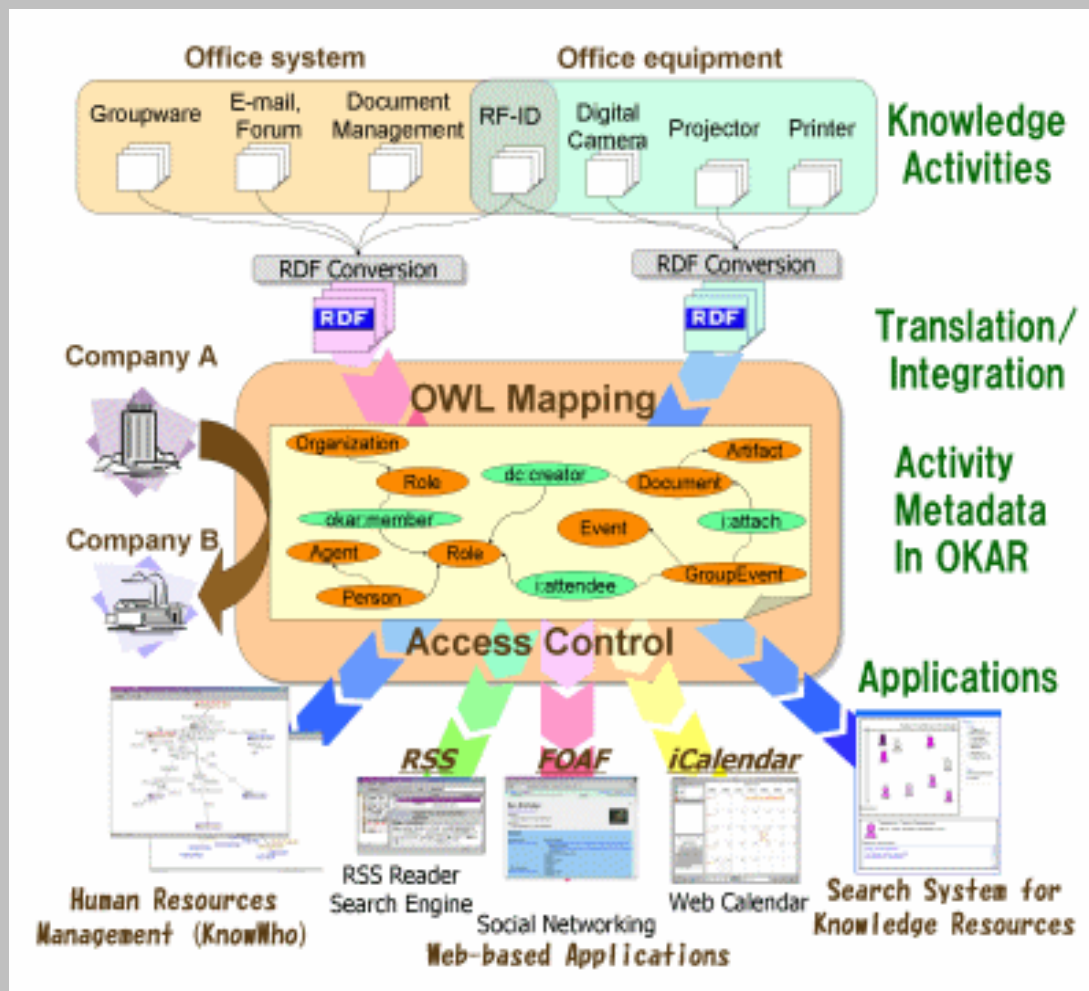 Office system
Office equipment
Groupware
E-mail,
Forum
Document
Management
RF-ID
Digital
Camera
Projector
Printer
Knowledge
Activities
RDF Conversion
RDF Conversion
RDF
RDF
Translation/
Integration
Company A
Company B
OWL Mapping
Organization
Role
okar:member
Agent
Person
Role
dc:creator
Document
Artifact
Event
i:attach
i:attendee
GroupEvent
Activity
Metadada
In OKAR
Access Control
Applications
RSS
FOAF
iCalendar
RSS Reader
Search Engine
Social Networking
Web Calendar
Human Resources
Management (KnowWho)
Web-based Applications
Search System for
Knowledge Resources